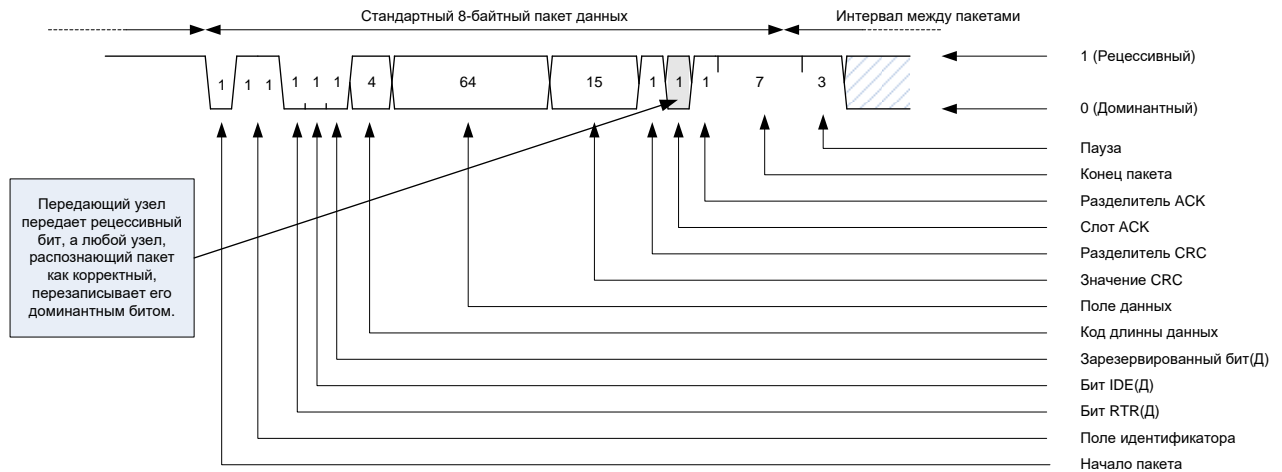 Стандартный 8-байтный пакет данных
Интервал между пакетами
1 1 1 1 1 1 4 64 15 1 1 1 7 3
1 (Рецессивный)
0 (Доминантный)
Пауза
Конец пакета
Разделитель ACK
Слот ACK
Разделитель CRC
Значение CRC
Поле данных
Код длинны данных
Зарезервированный бит(Д)
Бит IDE(Д)
Бит RTR(Д)
Поле идентификатора
Начало пакета
Передающий узел
передает рецессивный
бит, а любой узел,
распознающий пакет
как корректный,
перезаписывает его
доминантным битом.